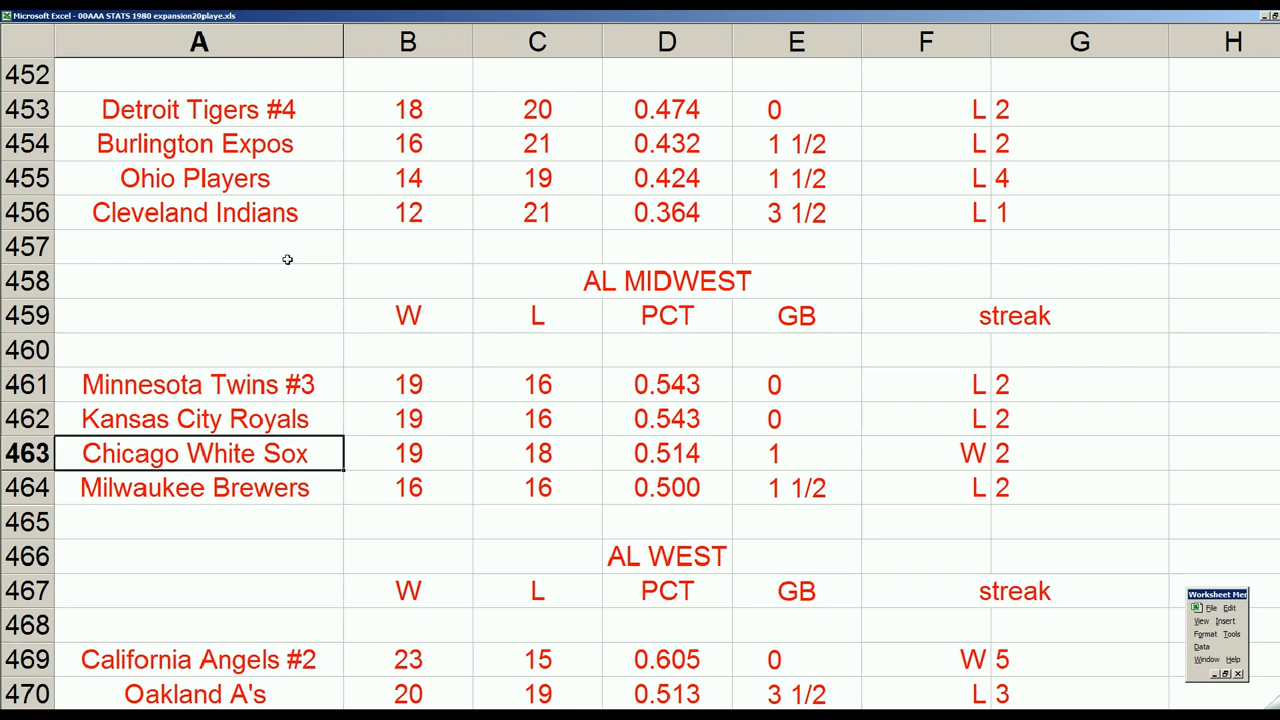 Microsoft Excel - 00AAA STATS 1980 expansion20playe.xls
A B C D E F G H
452
453 Detroit Tigers #4 18 20 0.474 0 L 2
454 Burlington Expos 16 21 0.432 1 1/2 L 2
455 Ohio Players 14 19 0.424 1 1/2 L 4
456 Cleveland Indians 12 21 0.364 3 1/2 L 1
457
458 AL MIDWEST
459 W L PCT GB streak
460
461 Minnesota Twins #3 19 16 0.543 0 L 2
462 Kansas City Royals 19 16 0.543 0 L 2
463 Chicago White Sox 19 18 0.514 1 W 2
464 Milwaukee Brewers 16 16 0.500 1 1/2 L 2
465
466 AL WEST
467 W L PCT GB streak
468
469 California Angels #2 23 15 0.605 0 W 5
470 Oakland A's 20 19 0.513 3 1/2 L 3
Worksheet Mer
File Edit
View Insert
Format Tools
Data
Window Help